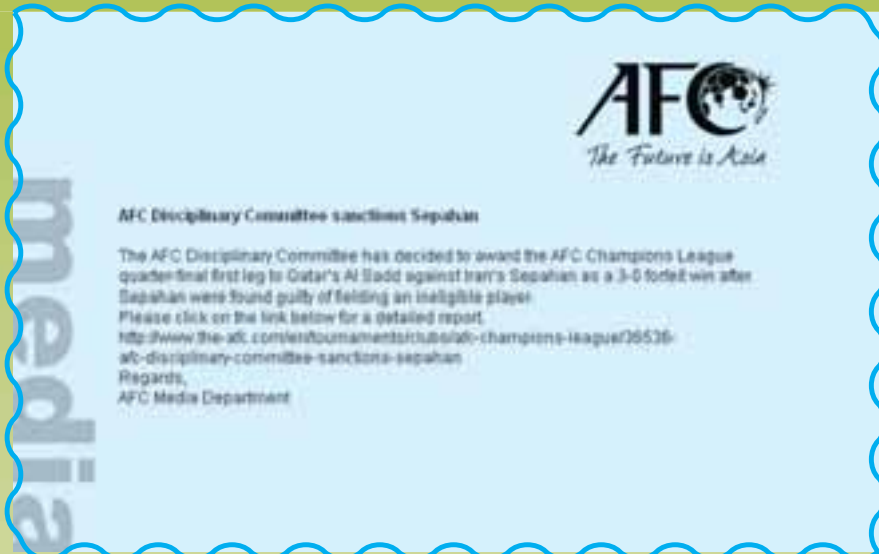 AFC
The Future is Asia
media
AFC Disciplinary Committee sanctions Sepahan
The AFC Disciplinary Committee has decided to award the AFC Champions League
quarter-final first leg to Qatar's Al Sadd against Iran's Sepahan as a 3-0 forfeit win after
Sepahan were found guilty of fielding an ineligible player.
Please click on the link below for a detailed report.
http://www.the-afc.com/en/tournaments/clubs/afc-champions-league/36536-
afc-disciplinary-committee-sanctions-sepahan
Regards,
AFC Media Department